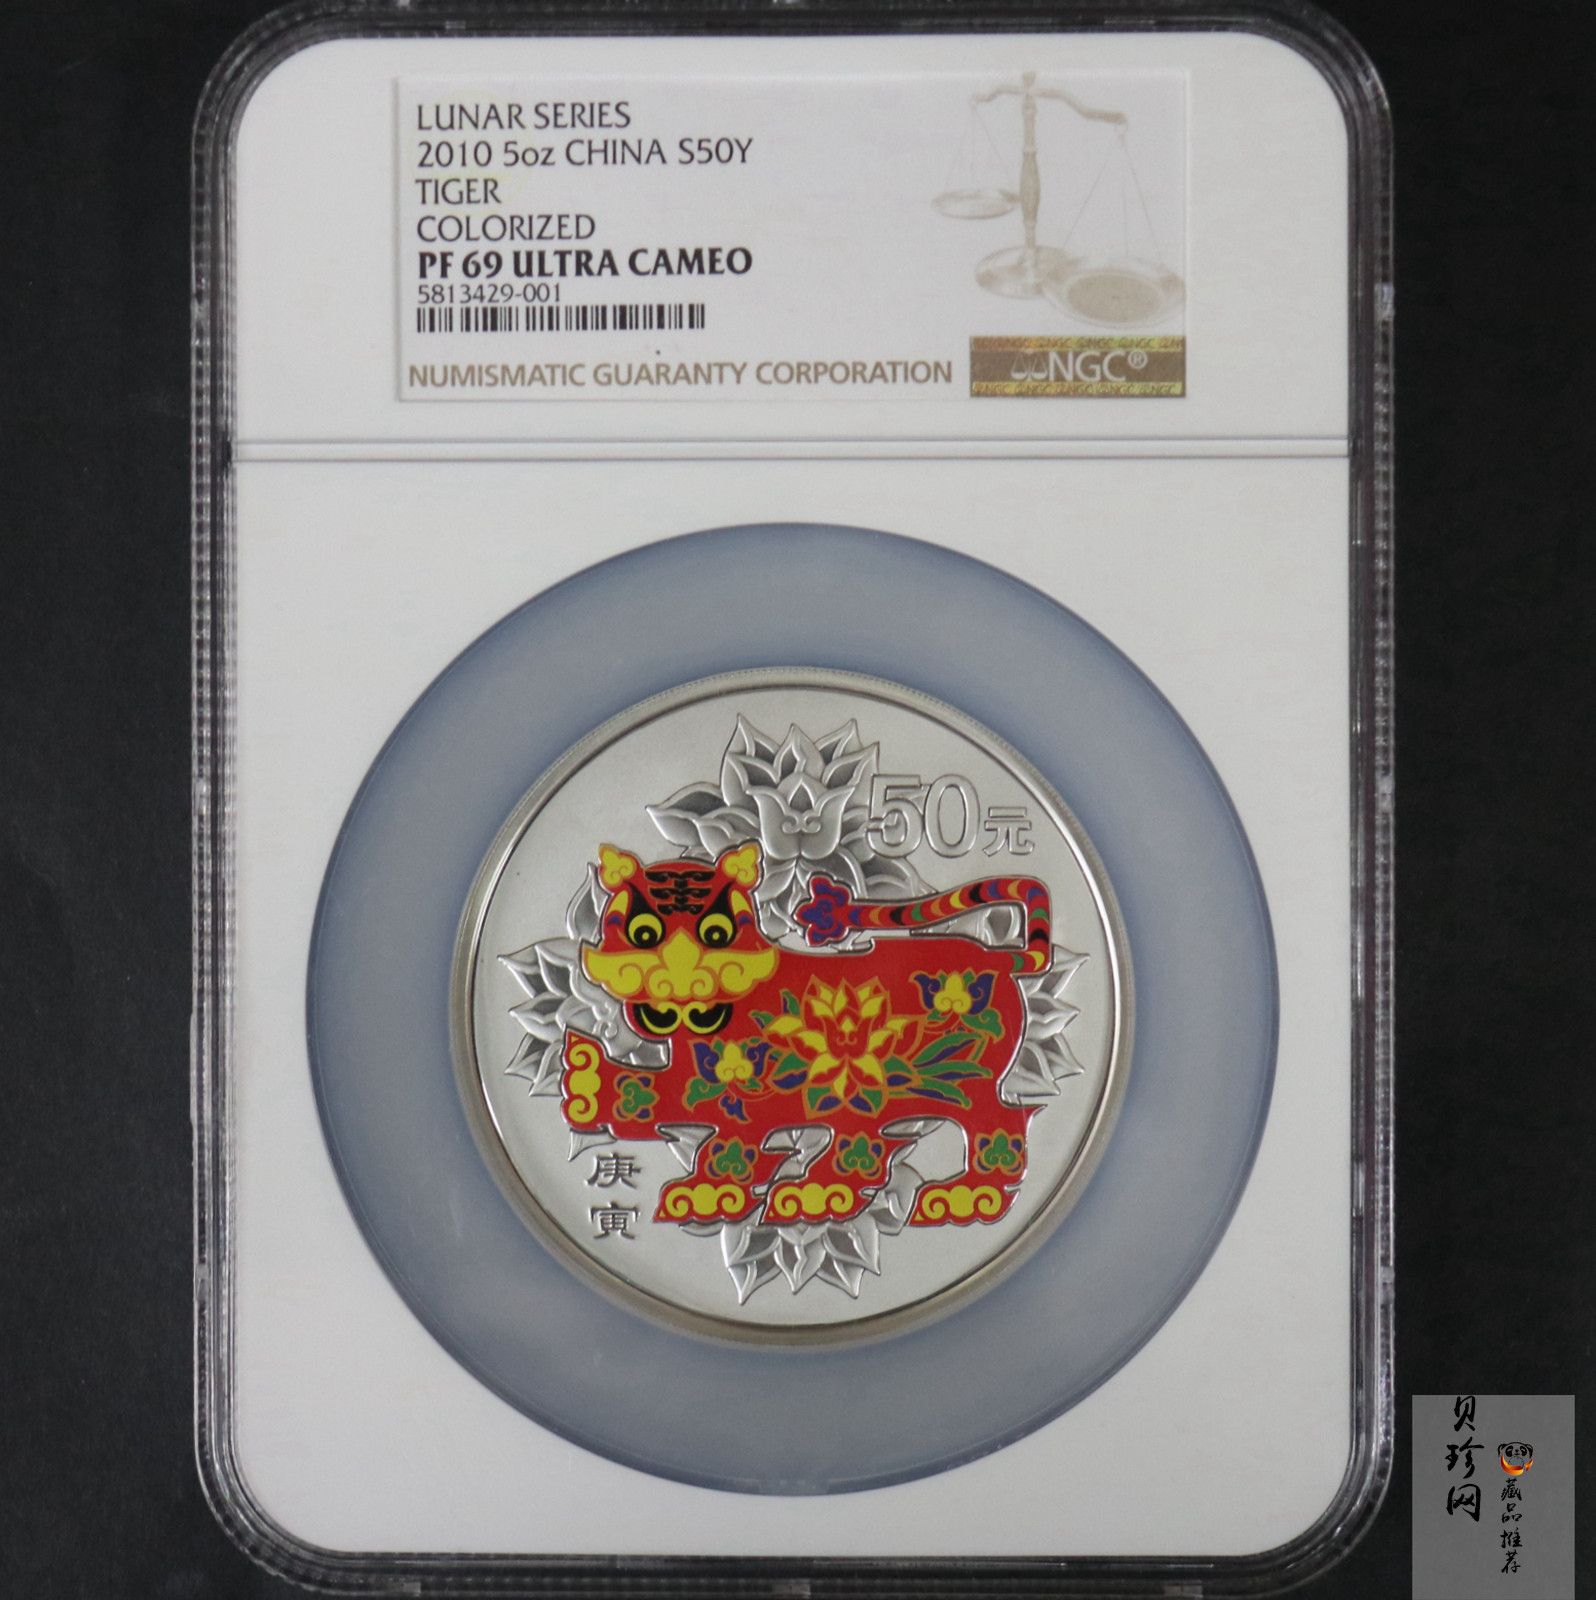 LUNAR SERIES
2010 5oz CHINA S50Y
TIGER
COLORIZED
PF 69 ULTRA CAMEO
5813429-001
NUMISMATIC GUARANTY CORPORATION
NGC®
50元
庚
寅
贝珍网
藏品推荐